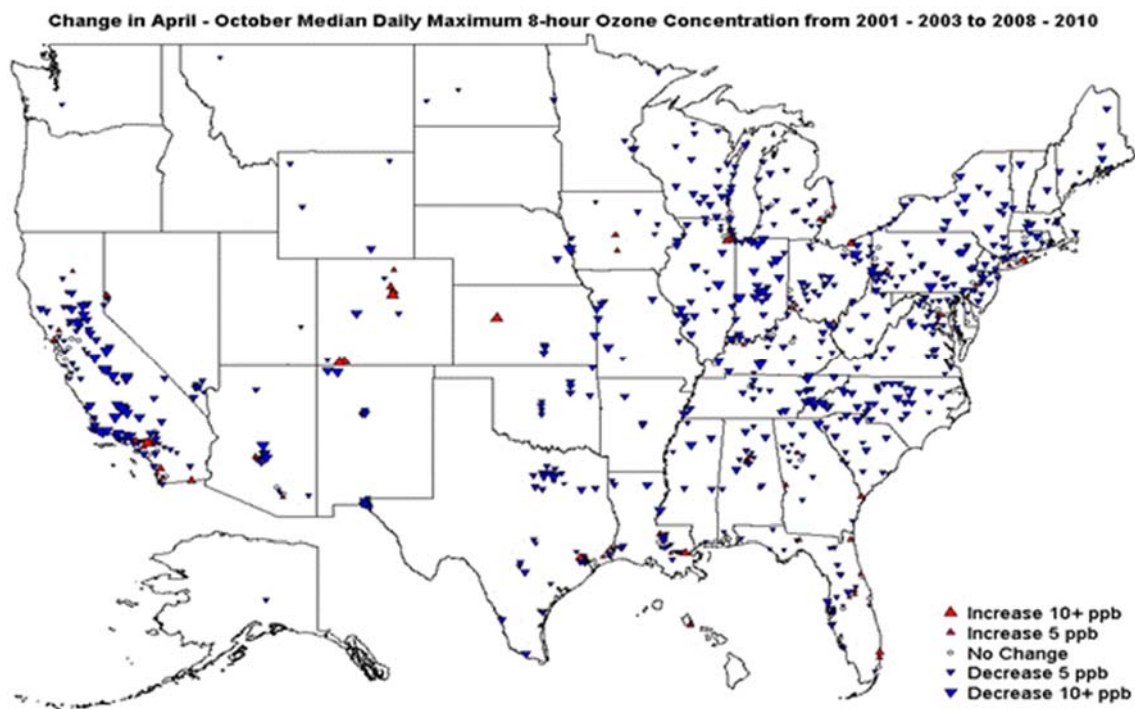 Change in April - October Median Daily Maximum 8-hour Ozone Concentration from 2001 - 2003 to 2008 - 2010
Increase 10+ ppb
Increase 5 ppb
No Change
Decrease 5 ppb
Decrease 10+ ppb